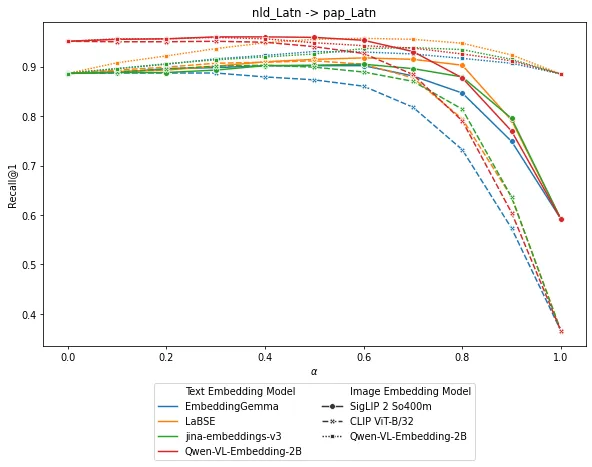 nld_Latn -> pap_Latn
Recall@1
0.9
0.8
0.7
0.6
0.5
0.4
0.0 0.2 0.4 0.6 0.8 1.0
α
Text Embedding Model Image Embedding Model
EmbeddingGemma SigLIP 2 So400m
LaBSE CLIP ViT-B/32
jina-embeddings-v3 Qwen-VL-Embedding-2B
Qwen-VL-Embedding-2B